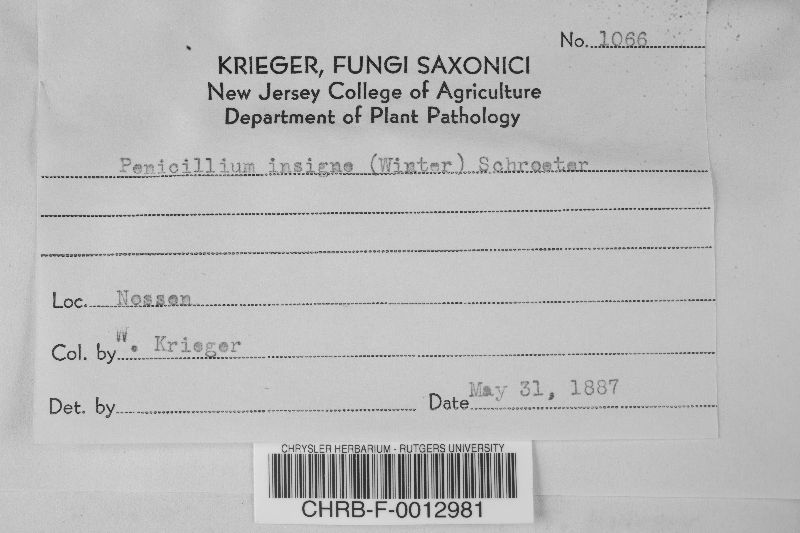 No. 1066
KRIEGER, FUNGI SAXONICI
New Jersey College of Agriculture
Department of Plant Pathology
Penicillium insigne (Winter) Schroeter
Loc. Nossen
Col. by W. Krieger
Det. by
Date May 31, 1887
CHRYSLER HERBARIUM - RUTGERS UNIVERSITY
CHRB-F-0012981